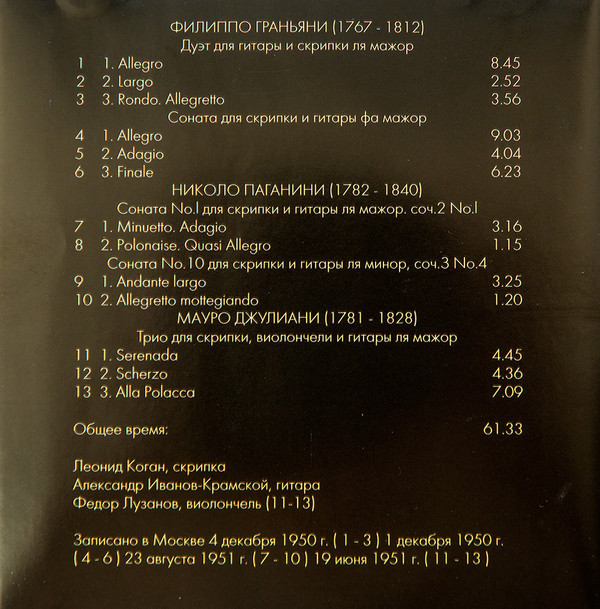 ФИЛИППО ГРАНЬЯНИ (1767 - 1812)
Дуэт для гитары и скрипки ля мажор
1 1. Allegro 8.45
2 2. Largo 2.52
3 3. Rondo. Allegretto 3.56
Соната для скрипки и гитары фа мажор
4 1. Allegro 9.03
5 2. Adagio 4.04
6 3. Finale 6.23
НИКОЛО ПАГАНИНИ (1782 - 1840)
Соната No.I для скрипки и гитары ля мажор. соч.2 No.I
7 1. Minuetto. Adagio 3.16
8 2. Polonaise. Quasi Allegro 1.15
Соната No.10 для скрипки и гитары ля минор, соч.3 No.4
9 1. Andante largo 3.25
10 2. Allegretto mottegiando 1.20
МАУРО ДЖУЛИАНИ (1781 - 1828)
Трио для скрипки, виолончели и гитары ля мажор
11 1. Serenada 4.45
12 2. Scherzo 4.36
13 3. Alla Polacca 7.09
Общее время: 61.33
Леонид Коган, скрипка
Александр Иванов-Крамской, гитара
Федор Лузанов, виолончель (11-13)
Записано в Москве 4 декабря 1950 г. ( 1 - 3 ) 1 декабря 1950 г.
( 4 - 6 ) 23 августа 1951 г. ( 7 - 10 ) 19 июня 1951 г. ( 11 - 13 )